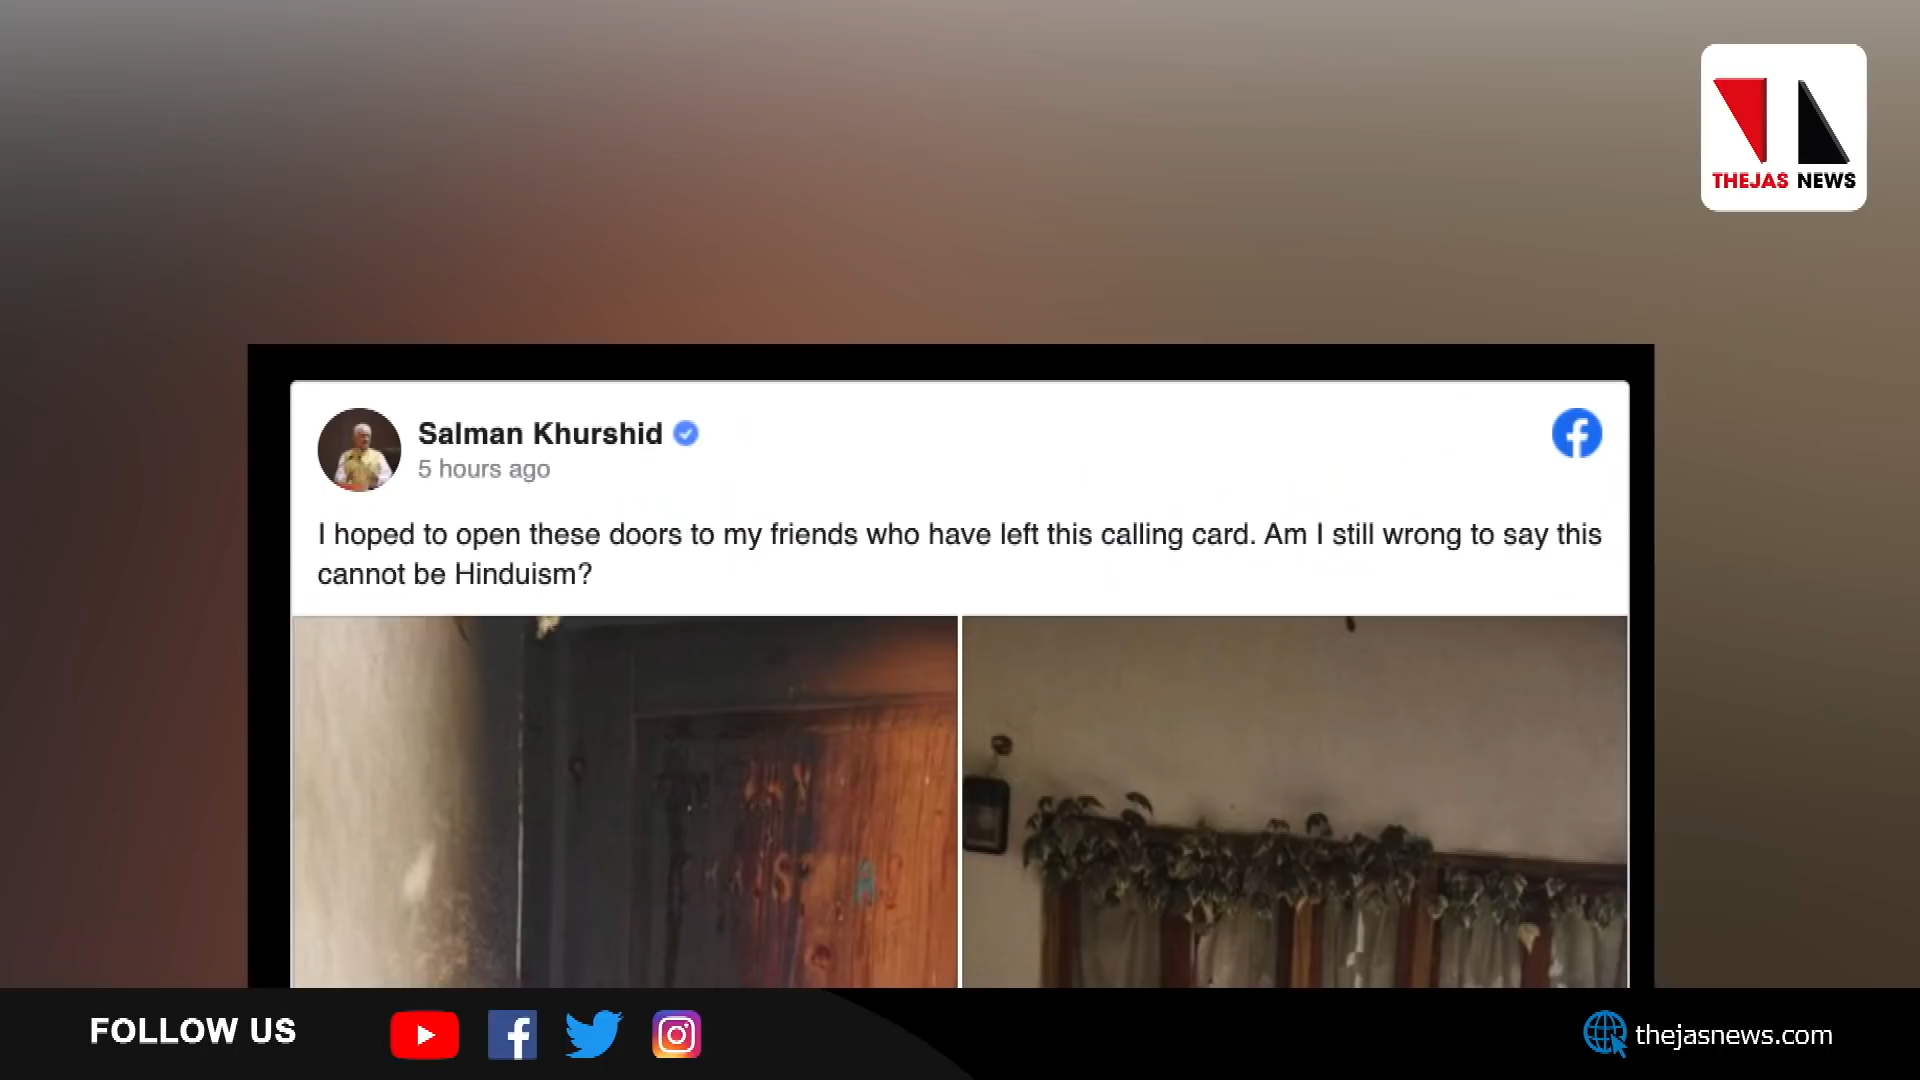 THEJAS NEWS
Salman Khurshid
5 hours ago
I hoped to open these doors to my friends who have left this calling card. Am I still wrong to say this
cannot be Hinduism?
FOLLOW US
thejasnews.com